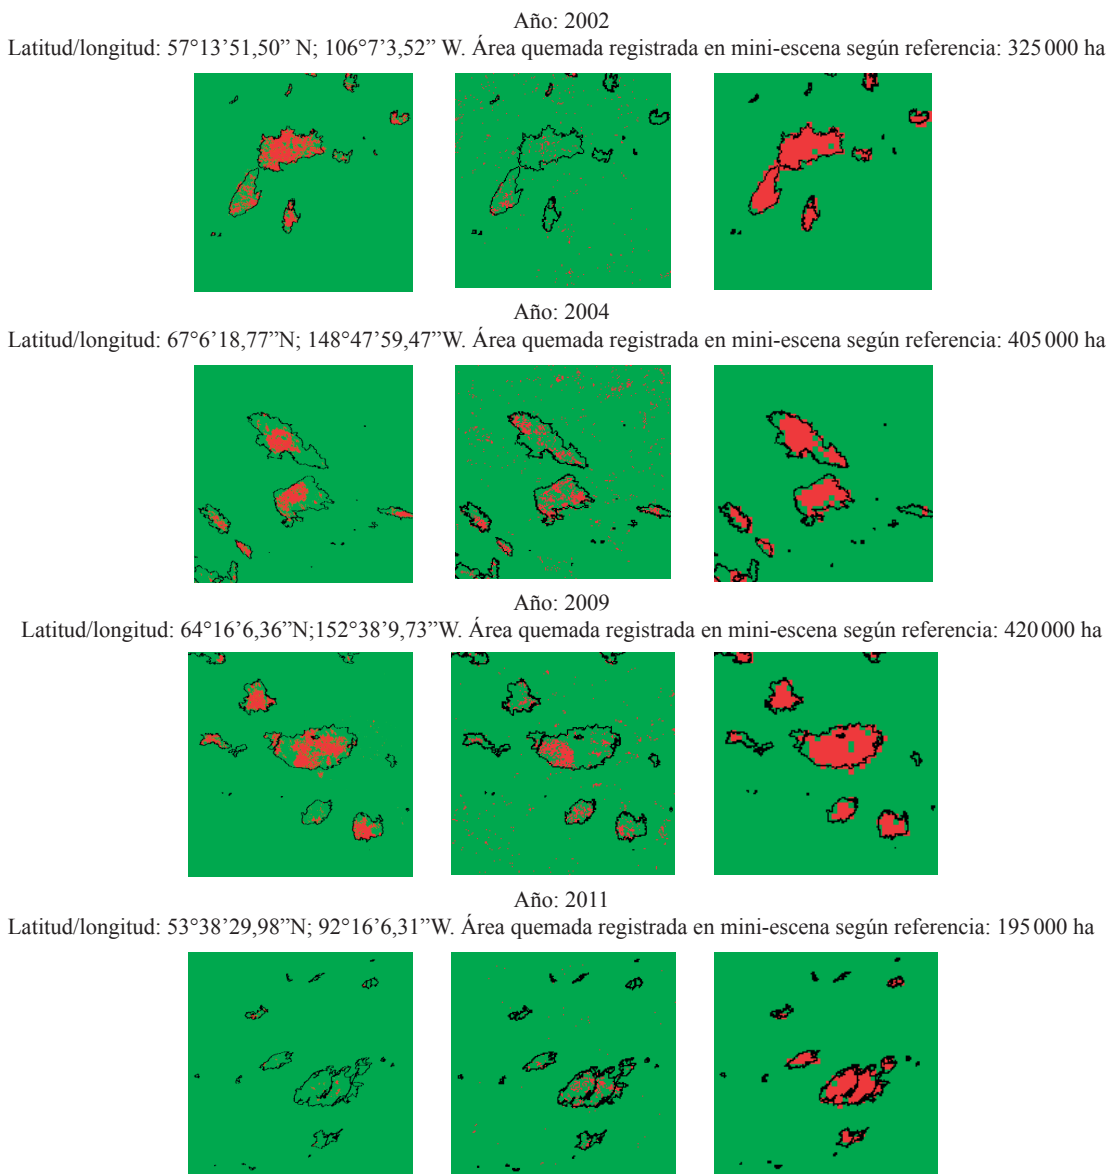 Año: 2002
Latitud/longitud: 57°13’51,50” N; 106°7’3,52” W. Área quemada registrada en mini-escena según referencia: 325 000 ha
Año: 2004
Latitud/longitud: 67°6’18,77”N; 148°47’59,47”W. Área quemada registrada en mini-escena según referencia: 405 000 ha
Año: 2009
Latitud/longitud: 64°16’6,36”N;152°38’9,73”W. Área quemada registrada en mini-escena según referencia: 420 000 ha
Año: 2011
Latitud/longitud: 53°38’29,98”N; 92°16’6,31”W. Área quemada registrada en mini-escena según referencia: 195 000 ha